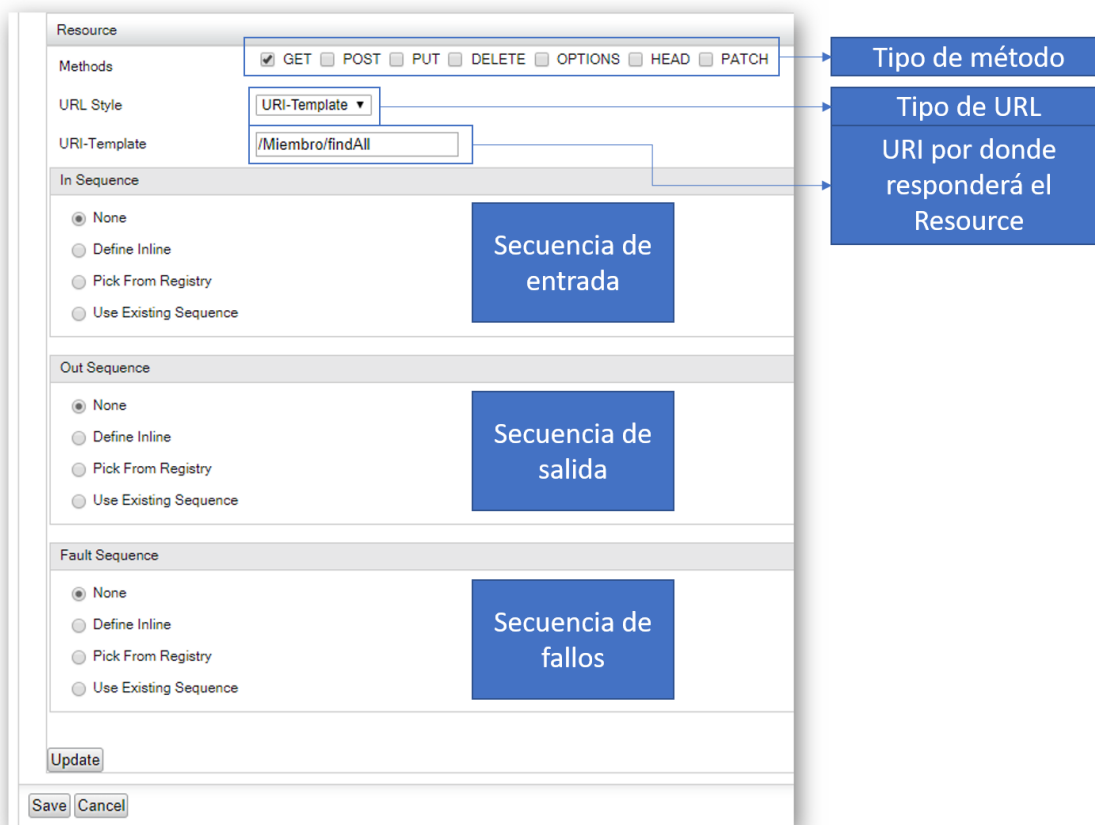 Resource
Methods
GET POST PUT DELETE OPTIONS HEAD PATCH
Tipo de método
URL Style
URI-Template ▼
Tipo de URL
URI-Template
/Miembro/findAll
URI por donde
responderá el
Resource
In Sequence
None
Define Inline
Pick From Registry
Use Existing Sequence
Secuencia de
entrada
Out Sequence
None
Define Inline
Pick From Registry
Use Existing Sequence
Secuencia de
salida
Fault Sequence
None
Define Inline
Pick From Registry
Use Existing Sequence
Secuencia de
fallos
Update
Save Cancel